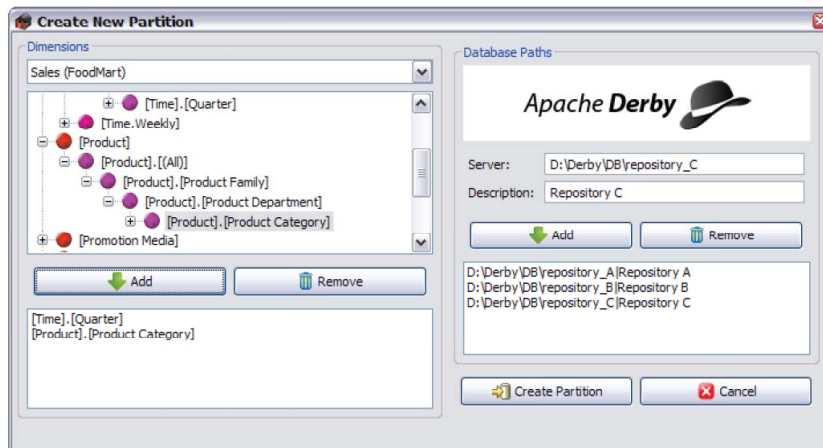 Create New Partition
Dimensions
Sales (FoodMart)
[Time].[Quarter]
[Time.Weekly]
[Product]
[Product].[(All)]
[Product].[Product Family]
[Product].[Product Department]
[Product].[Product Category]
[Promotion Media]
Add
Remove
[Time].[Quarter]
[Product].[Product Category]
Database Paths
Apache Derby
Server: D:\Derby\DB\repository_C
Description: Repository C
Add
Remove
D:\Derby\DB\repository_A|Repository A
D:\Derby\DB\repository_B|Repository B
D:\Derby\DB\repository_C|Repository C
Create Partition
Cancel